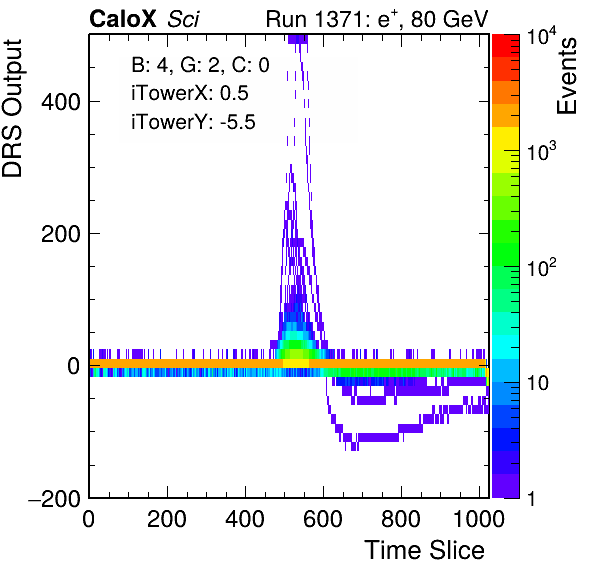 CaloX Sci Run 1371: e⁺, 80 GeV
B: 4, G: 2, C: 0
iTowerX: 0.5
iTowerY: -5.5
DRS Output
400
200
0
−200
0 200 400 600 800 1000
Time Slice
Events
10⁴
10³
10²
10
1